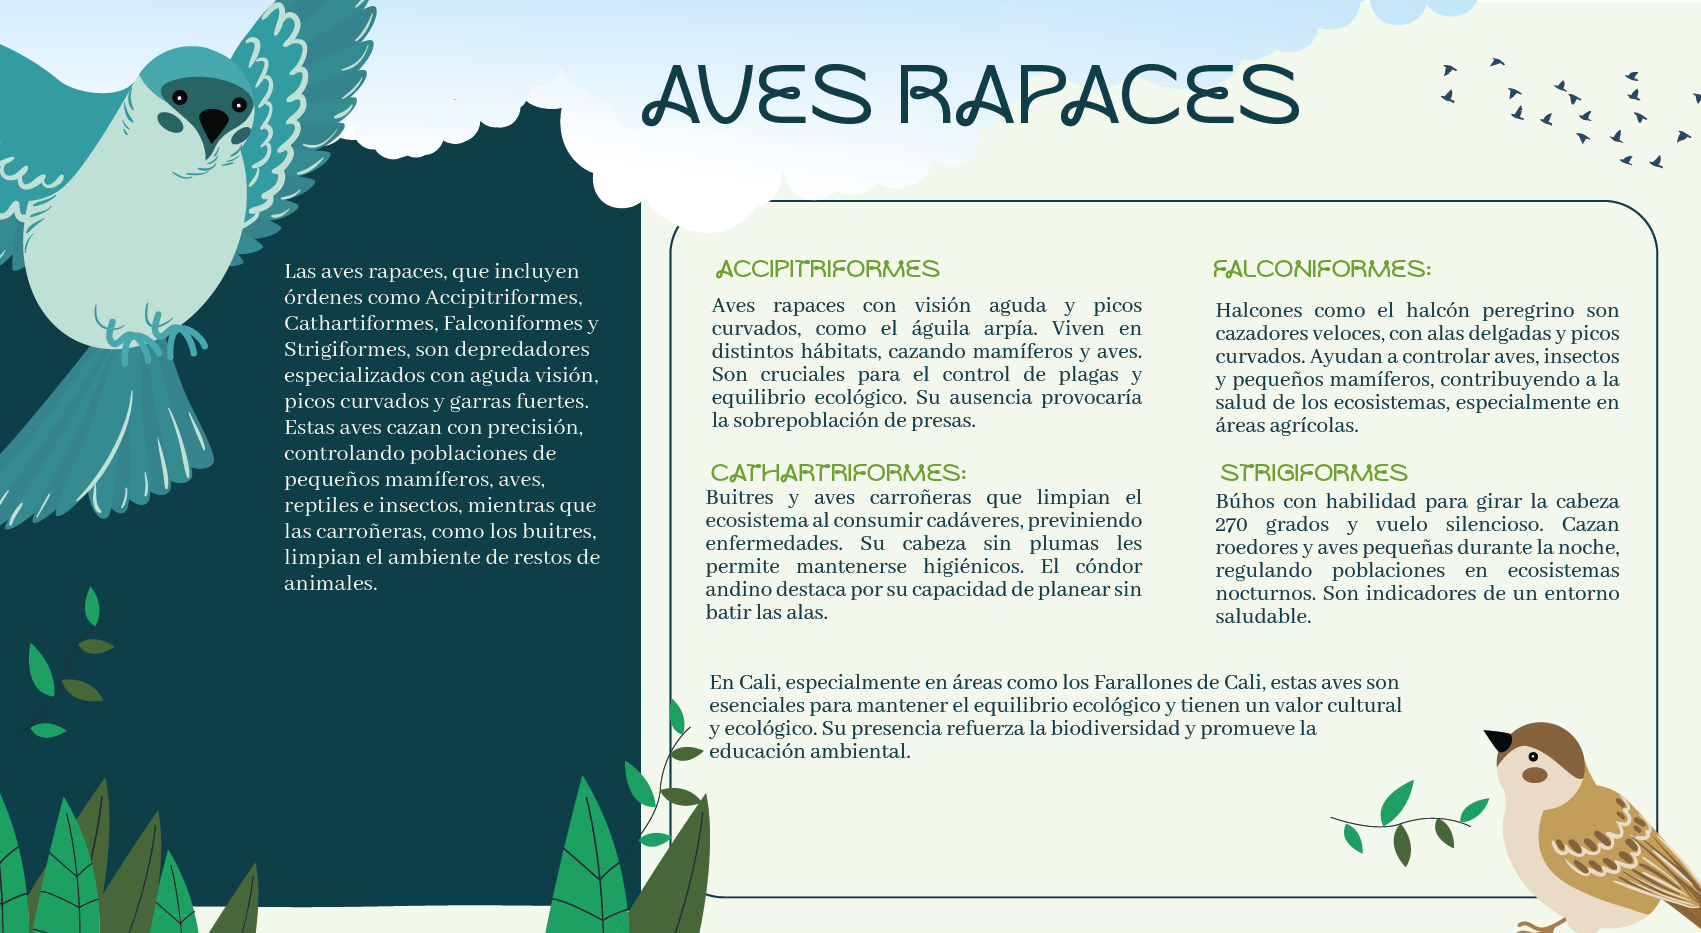 AVES RAPACES
Las aves rapaces, que incluyen
órdenes como Accipitriformes,
Cathartiformes, Falconiformes y
Strigiformes, son depredadores
especializados con aguda visión,
picos curvados y garras fuertes.
Estas aves cazan con precisión,
controlando poblaciones de
pequeños mamíferos, aves,
reptiles e insectos, mientras que
las carroñeras, como los buitres,
limpian el ambiente de restos de
animales.
ACCIPITRIFORMES
Aves rapaces con visión aguda y picos
curvados, como el águila arpía. Viven en
distintos hábitats, cazando mamíferos y aves.
Son cruciales para el control de plagas y
equilibrio ecológico. Su ausencia provocaría
la sobrepoblación de presas.
FALCONIFORMES:
Halcones como el halcón peregrino son
cazadores veloces, con alas delgadas y picos
curvados. Ayudan a controlar aves, insectos
y pequeños mamíferos, contribuyendo a la
salud de los ecosistemas, especialmente en
áreas agrícolas.
CATHARTRIFORMES:
Buitres y aves carroñeras que limpian el
ecosistema al consumir cadáveres, previniendo
enfermedades. Su cabeza sin plumas les
permite mantenerse higiénicos. El cóndor
andino destaca por su capacidad de planear sin
batir las alas.
STRIGIFORMES
Búhos con habilidad para girar la cabeza
270 grados y vuelo silencioso. Cazan
roedores y aves pequeñas durante la noche,
regulando poblaciones en ecosistemas
nocturnos. Son indicadores de un entorno
saludable.
En Cali, especialmente en áreas como los Farallones de Cali, estas aves son
esenciales para mantener el equilibrio ecológico y tienen un valor cultural
y ecológico. Su presencia refuerza la biodiversidad y promueve la
educación ambiental.